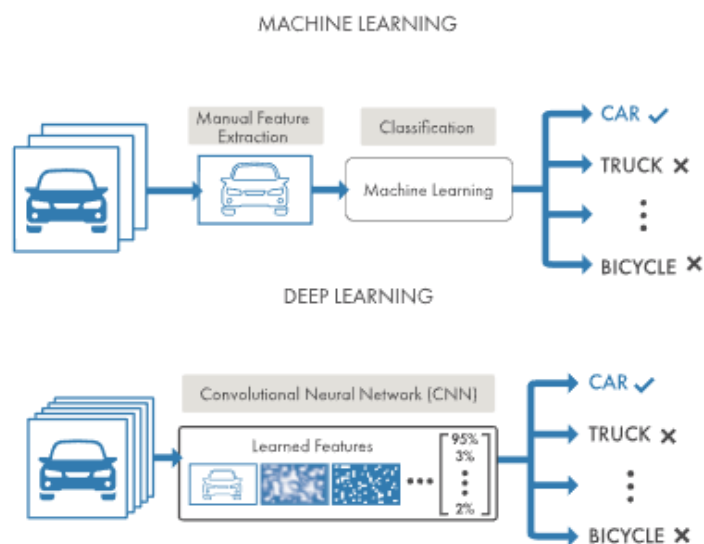 MACHINE LEARNING
Manual Feature
Extraction
Classification
Machine Learning
CAR ✓
TRUCK ✕
⋮
BICYCLE ✕
DEEP LEARNING
Convolutional Neural Network (CNN)
Learned Features
95%
3%
⋮
2%
CAR ✓
TRUCK ✕
⋮
BICYCLE ✕